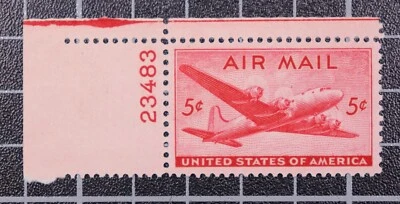 23483
AIR MAIL
5¢ 5¢
UNITED STATES OF AMERICA